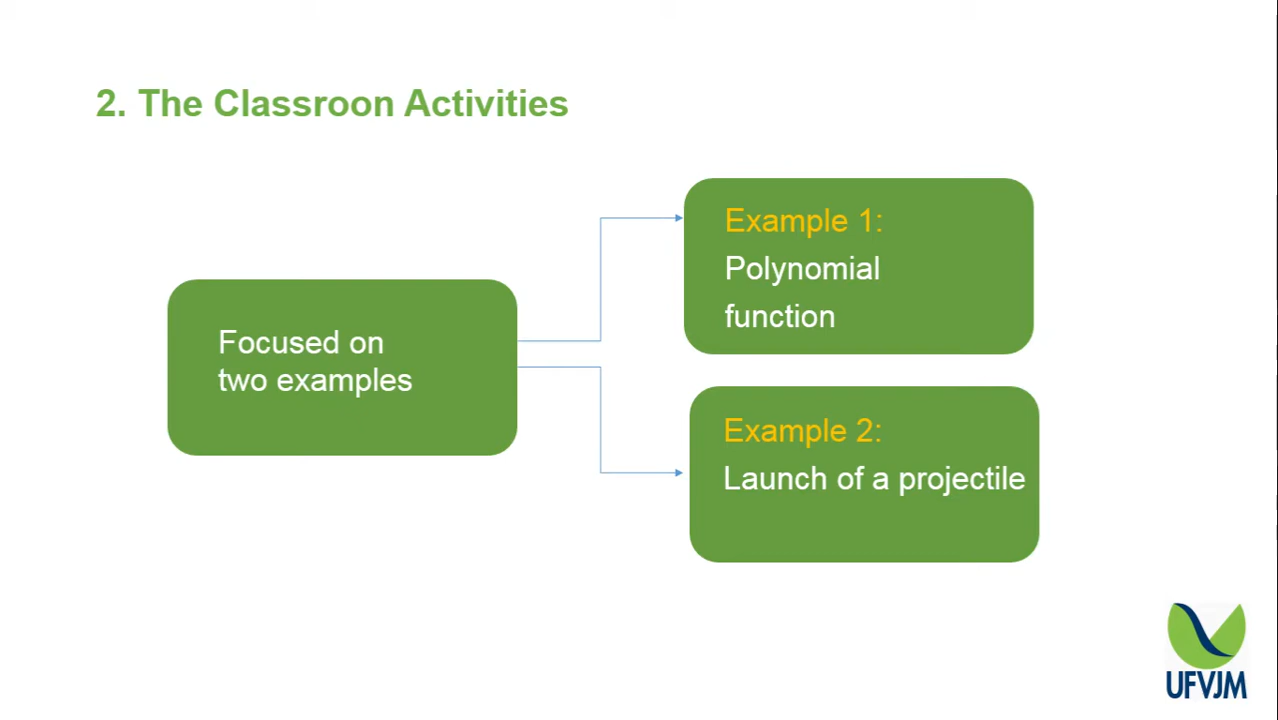 2. The Classroon Activities
Focused on
two examples
Example 1:
Polynomial
function
Example 2:
Launch of a projectile
UFVJM